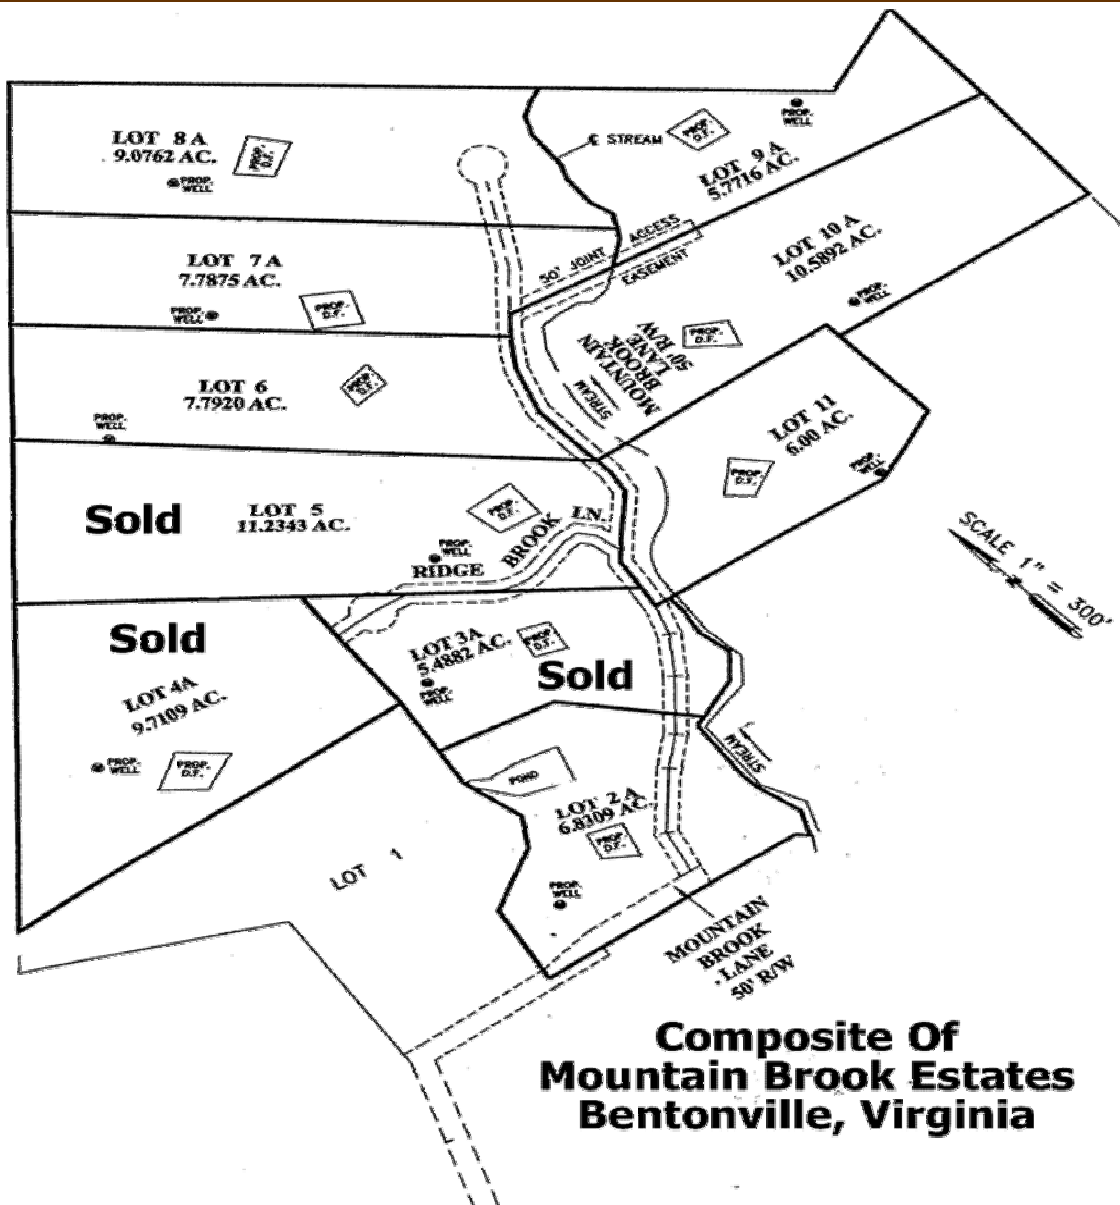 LOT 8 A
9.0762 AC.
PROP.
D.F.
PROP.
WELL
℄ STREAM
PROP.
D.F.
PROP.
WELL
LOT 9 A
5.7716 AC.
LOT 7 A
7.7875 AC.
PROP.
WELL
PROP.
D.F.
50' JOINT ACCESS
EASEMENT
LOT 10 A
10.5892 AC.
PROP.
WELL
PROP.
D.F.
MOUNTAIN
BROOK
LANE
50' R/W
STREAM
LOT 6
7.7920 AC.
PROP.
D.F.
PROP.
WELL
LOT 11
6.00 AC.
PROP.
D.F.
PROP.
WELL
Sold
LOT 5
11.2343 AC.
PROP.
D.F.
PROP.
WELL
RIDGE BROOK LN.
SCALE 1" = 300'
Sold
LOT 4A
9.7109 AC.
PROP.
WELL
PROP.
D.F.
LOT 3A
5.4882 AC.
PROP.
D.F.
PROP.
WELL
Sold
STREAM
POND
LOT 2 A
6.8309 AC.
PROP.
D.F.
PROP.
WELL
LOT 1
MOUNTAIN
BROOK
LANE
50' R/W
Composite Of
Mountain Brook Estates
Bentonville, Virginia